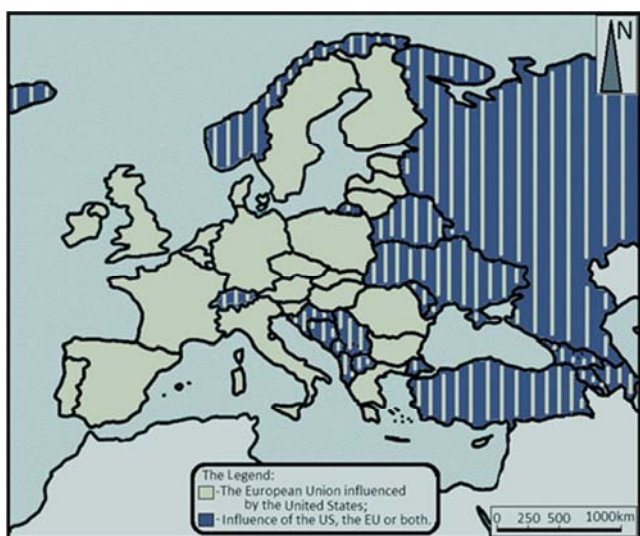 N
The Legend:
-The European Union influenced
by the United States;
- Influence of the US, the EU or both.
0 250 500 1000km